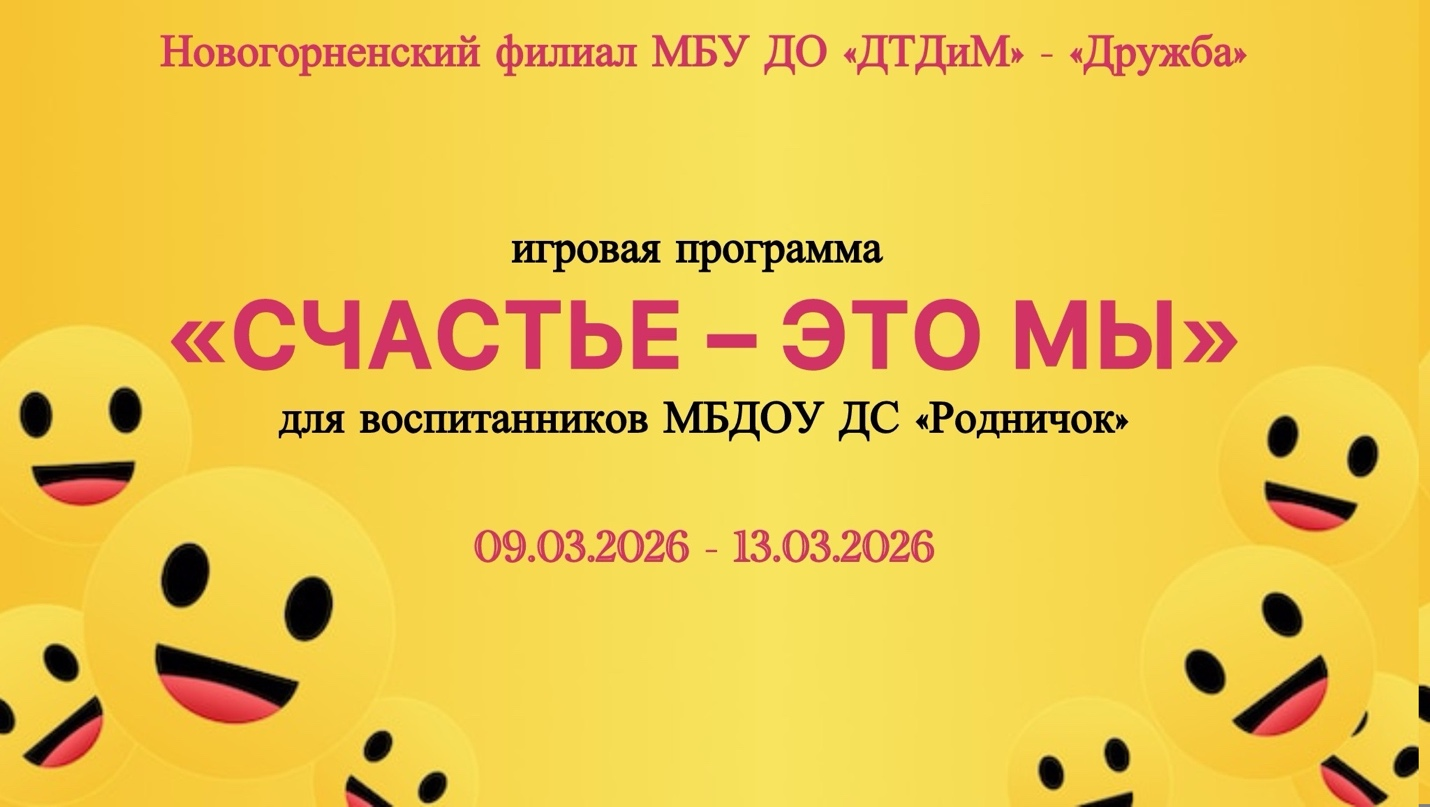 Новогорненский филиал МБУ ДО «ДТДиМ» - «Дружба»
игровая программа
«СЧАСТЬЕ – ЭТО МЫ»
для воспитанников МБДОУ ДС «Родничок»
09.03.2026 - 13.03.2026